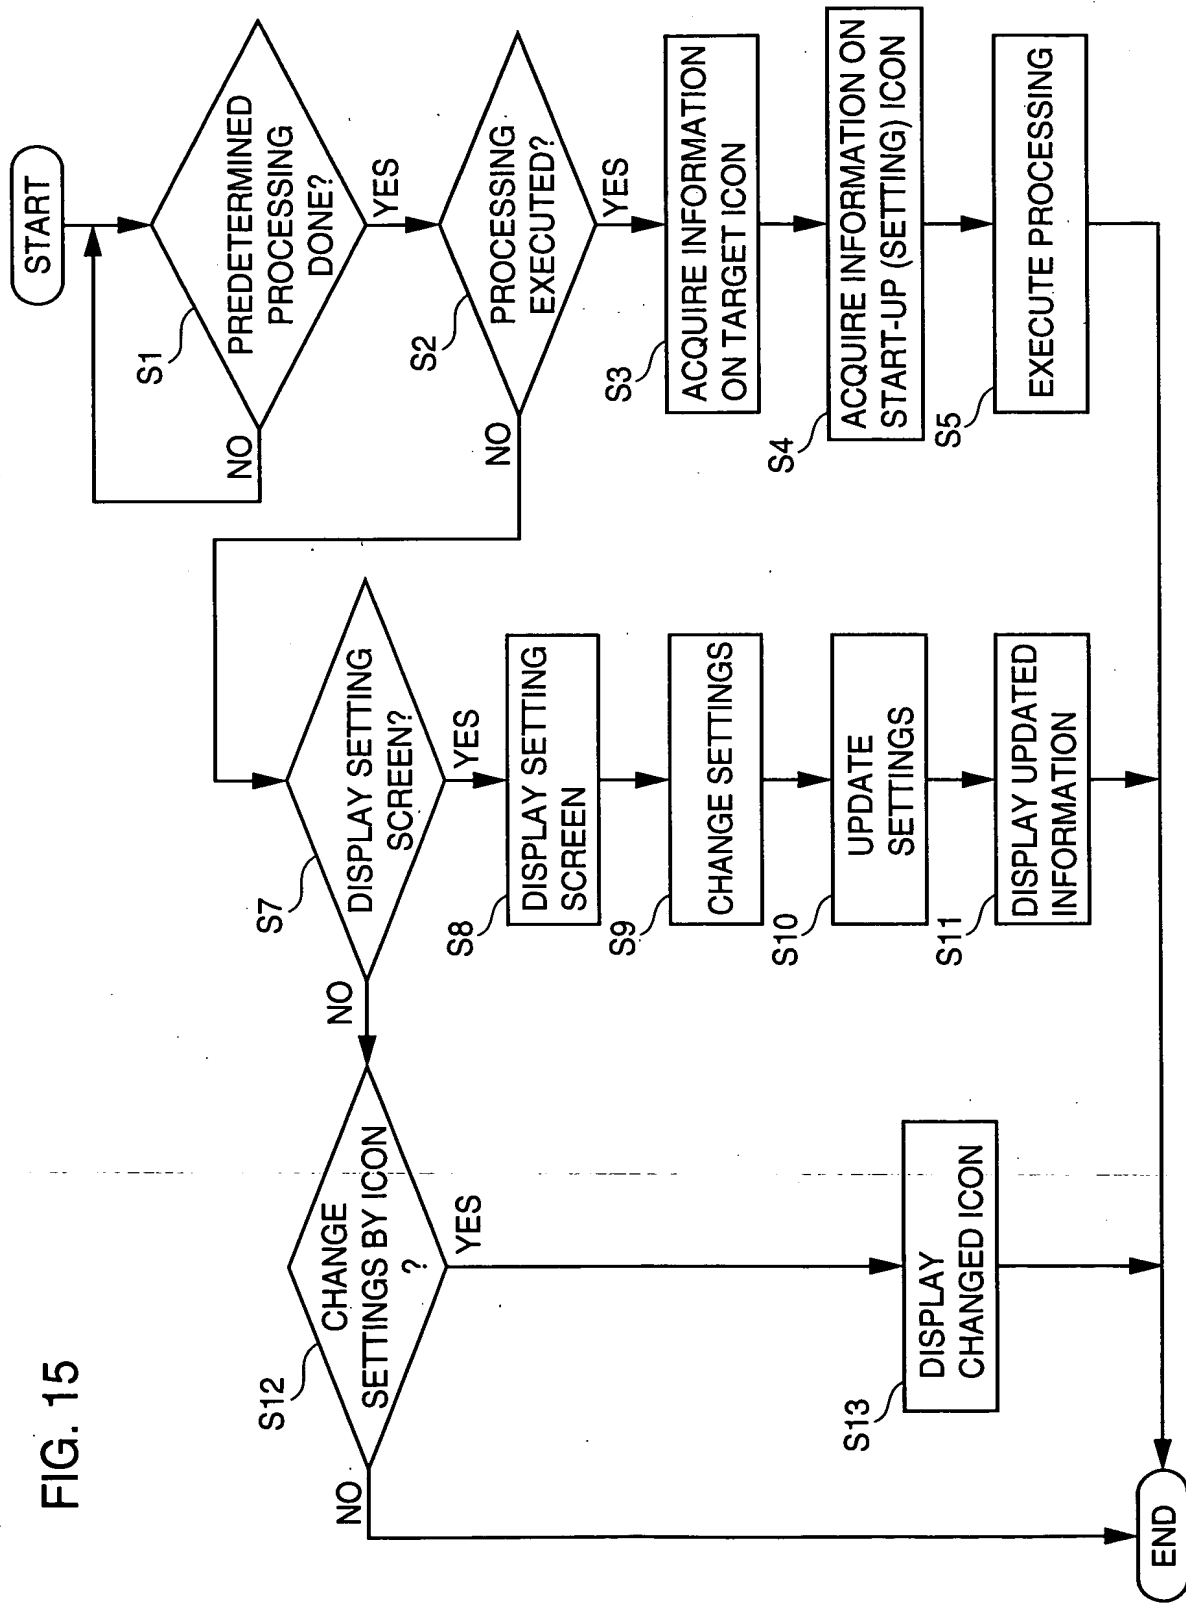 FIG. 15
START
S1
PREDETERMINED
PROCESSING
DONE?
NO
YES
S2
PROCESSING
EXECUTED?
NO
YES
S3
ACQUIRE INFORMATION
ON TARGET ICON
S4
ACQUIRE INFORMATION ON
START-UP (SETTING) ICON
S5
EXECUTE PROCESSING
S7
DISPLAY SETTING
SCREEN?
NO
YES
S8
DISPLAY SETTING
SCREEN
S9
CHANGE SETTINGS
S10
UPDATE
SETTINGS
S11
DISPLAY UPDATED
INFORMATION
S12
CHANGE
SETTINGS BY ICON
?
NO
YES
S13
DISPLAY
CHANGED ICON
END